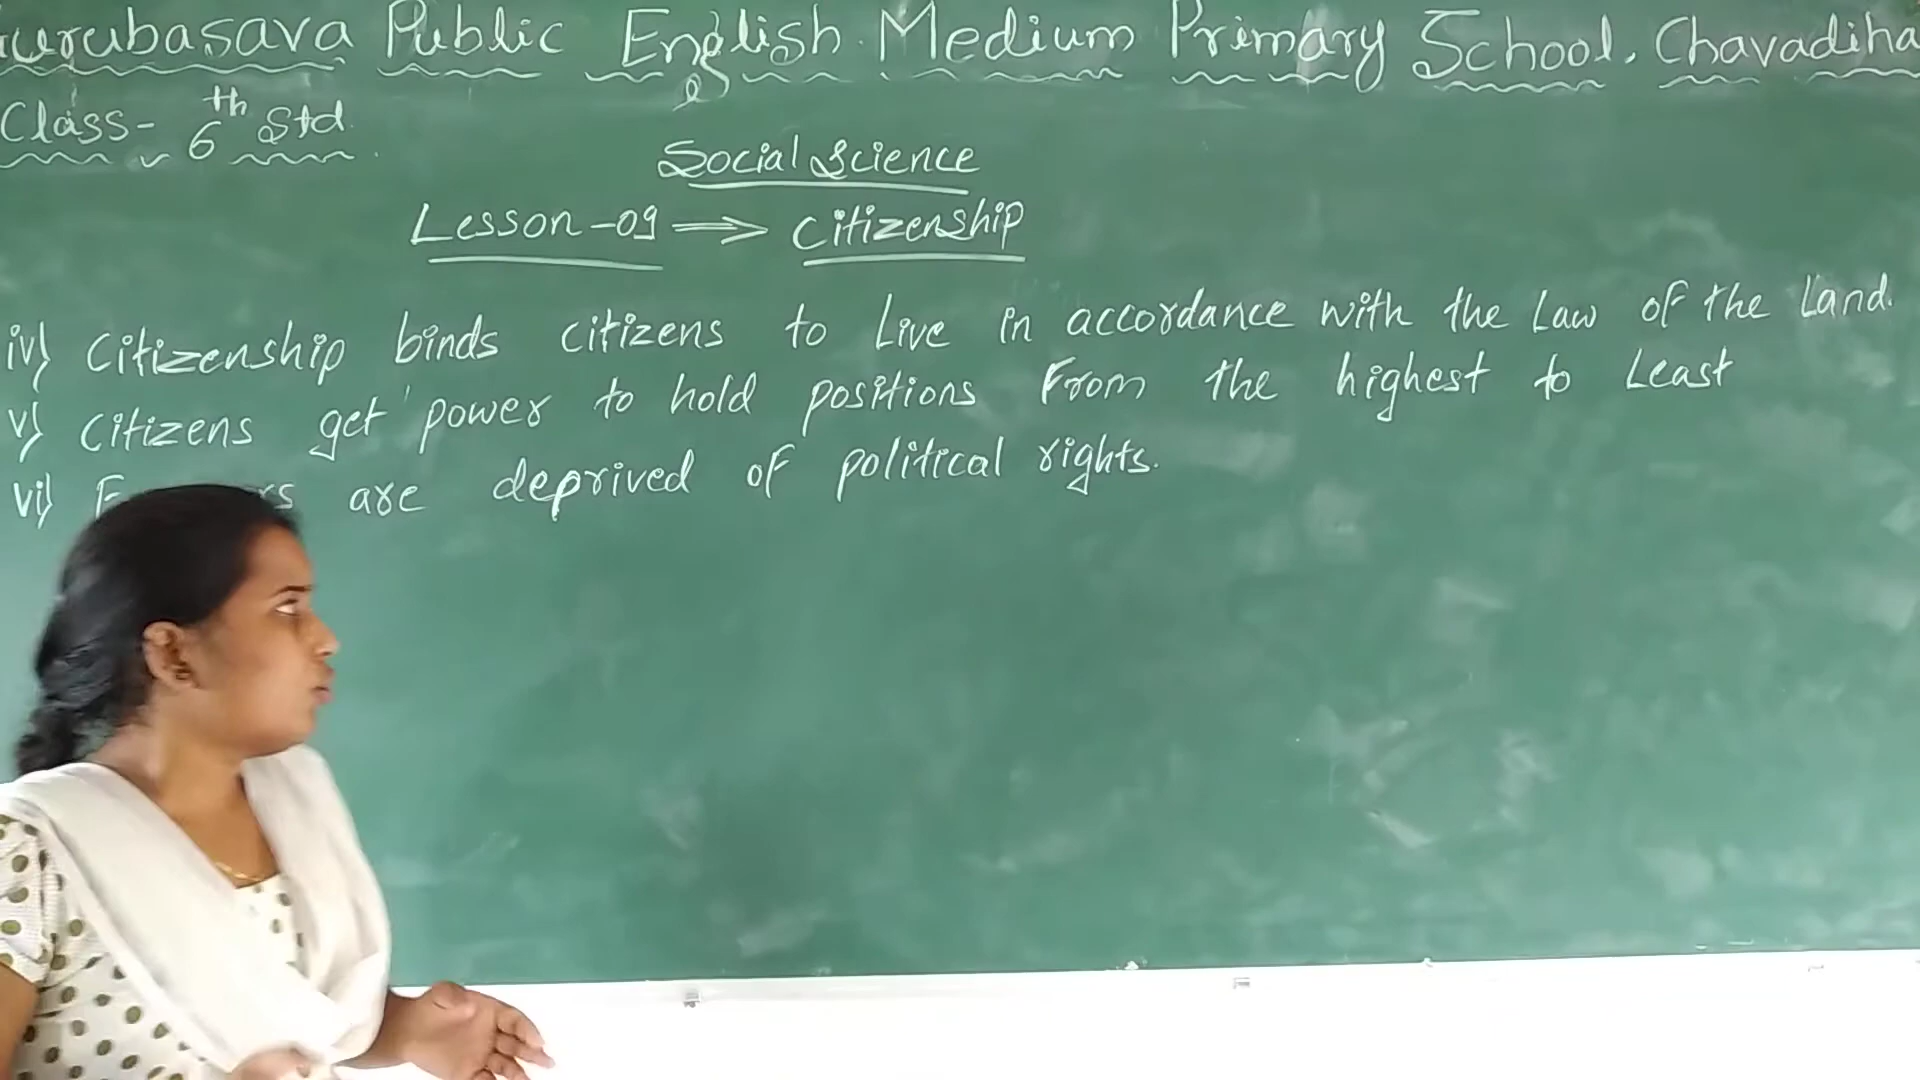 Public English Medium Primary School, Chavadiha
Class- 6th Std.
Social Science
Lesson-09 ⇒ Citizenship
iv) Citizenship binds citizens to Live in accordance with the Law of the Land.
v) Citizens get power to hold positions From the highest to Least
vi) are deprived of political rights.